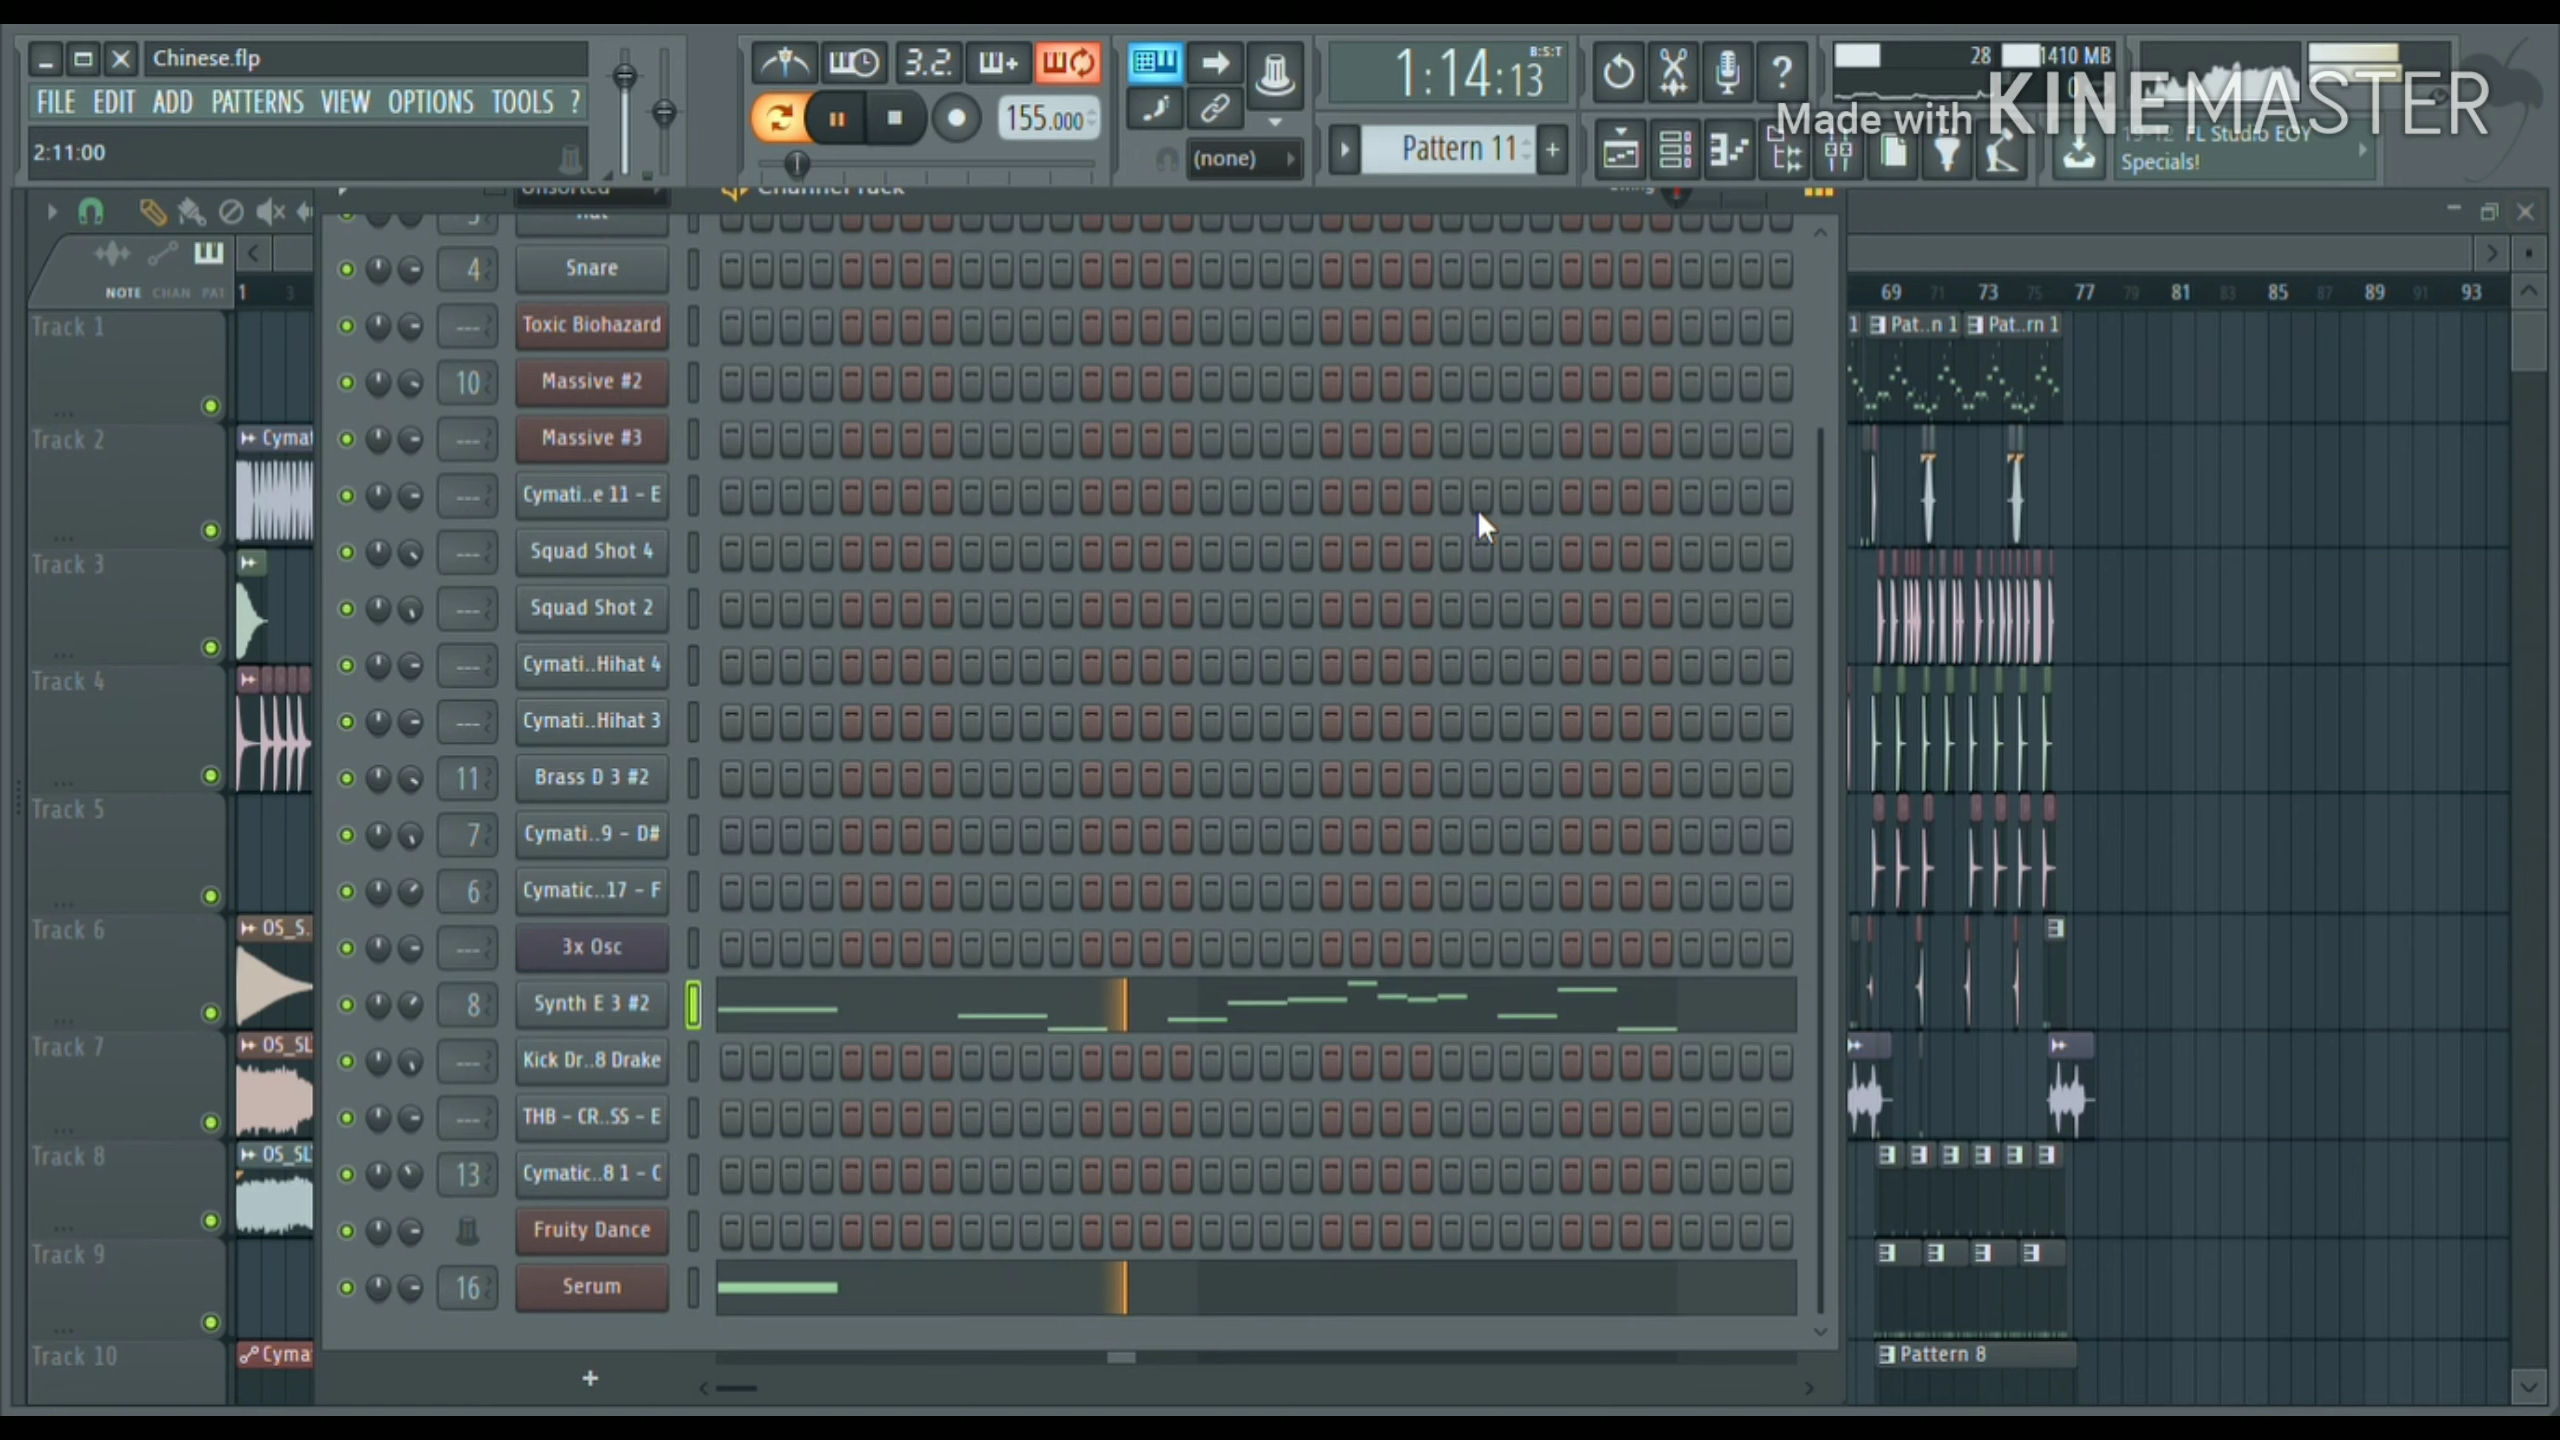 Chinese.flp
FILE EDIT ADD PATTERNS VIEW OPTIONS TOOLS ?
2:11:00
3.2.
155.000
(none)
1:14:13
B:S:T
Pattern 11
28
1410 MB
Made with KINEMASTER
19-12 FL Studio EOY
Specials!
Unsorted
Channel rack
Swing
NOTE CHAN PAT
1 3
69 71 73 75 77 79 81 83 85 87 89 91 93
Track 1
Track 2
Track 3
Track 4
Track 5
Track 6
Track 7
Track 8
Track 9
Track 10
Cymat
OS_S.
OS_SL
OS_SL
Cyma
4 Snare
--- Toxic Biohazard
10 Massive #2
--- Massive #3
--- Cymati..e 11 - E
--- Squad Shot 4
--- Squad Shot 2
--- Cymati..Hihat 4
--- Cymati..Hihat 3
11 Brass D 3 #2
7 Cymati..9 - D#
6 Cymatic..17 - F
--- 3x Osc
8 Synth E 3 #2
--- Kick Dr..8 Drake
--- THB - CR..SS - E
13 Cymatic..8 1 - C
Fruity Dance
16 Serum
+
1 Pat..n 1 Pat..rn 1
Pattern 8